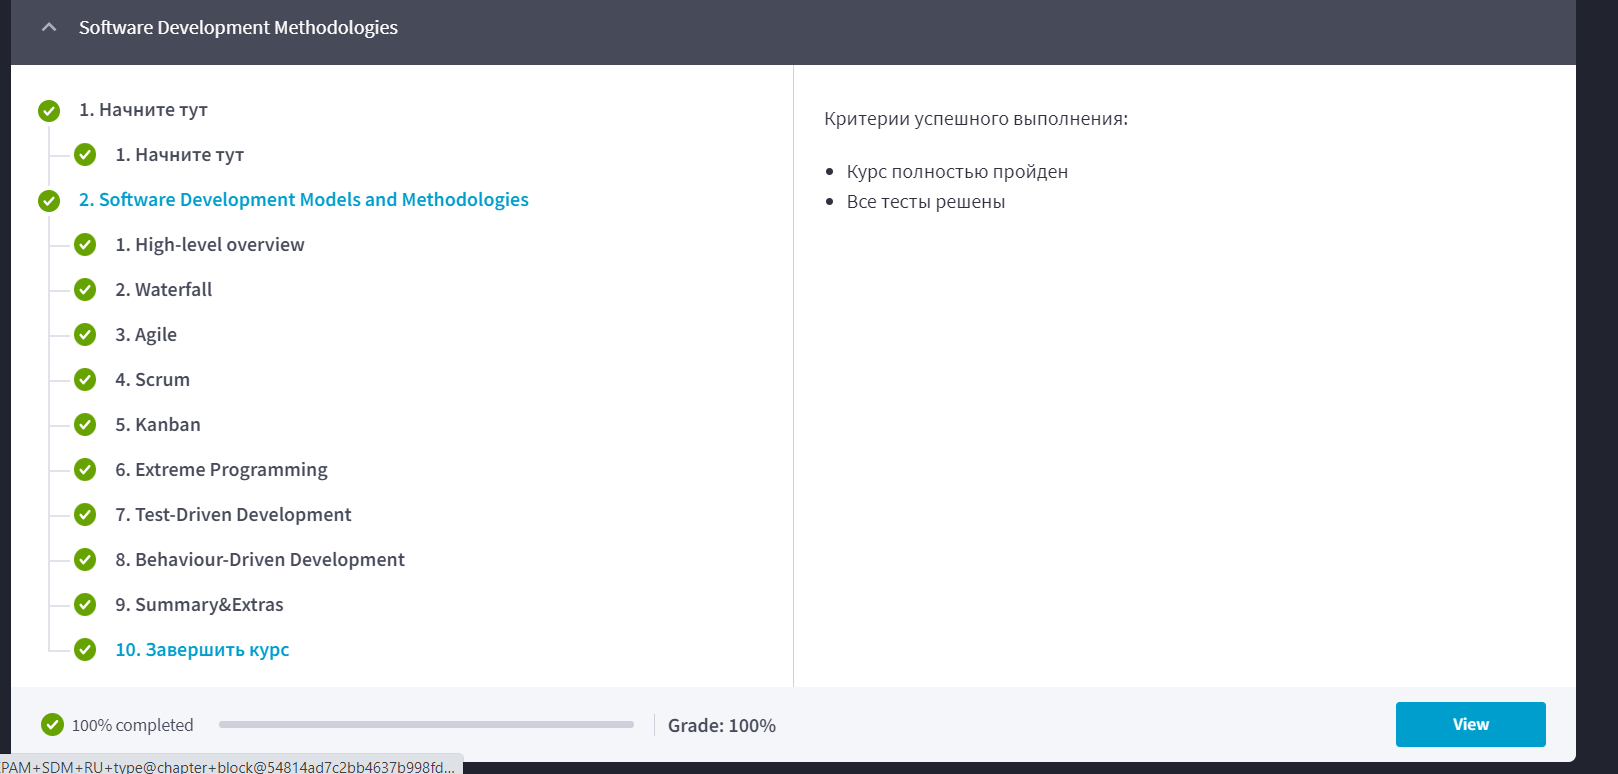 Software Development Methodologies
1. Начните тут
1. Начните тут
2. Software Development Models and Methodologies
1. High-level overview
2. Waterfall
3. Agile
4. Scrum
5. Kanban
6. Extreme Programming
7. Test-Driven Development
8. Behaviour-Driven Development
9. Summary&Extras
10. Завершить курс
Критерии успешного выполнения:
• Курс полностью пройден
• Все тесты решены
100% completed
Grade: 100%
View
PAM+SDM+RU+type@chapter+block@54814ad7c2bb4637b998fd...